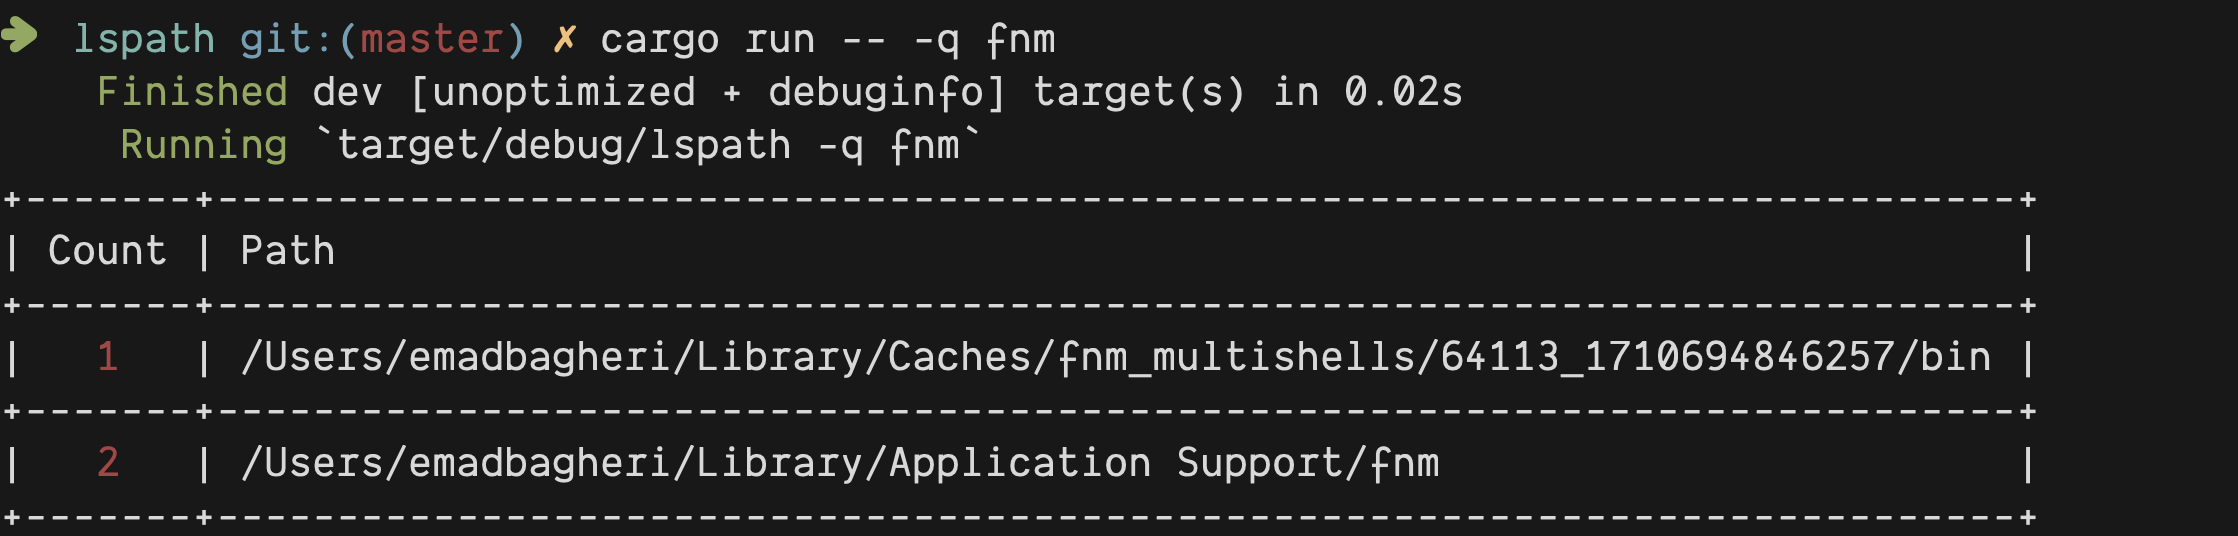 ➜  lspath git:(master) ✗ cargo run -- -q fnm
    Finished dev [unoptimized + debuginfo] target(s) in 0.02s
     Running `target/debug/lspath -q fnm`
+-------+---------------------------------------------------------------------------+
| Count | Path                                                                      |
+-------+---------------------------------------------------------------------------+
|   1   | /Users/emadbagheri/Library/Caches/fnm_multishells/64113_1710694846257/bin |
+-------+---------------------------------------------------------------------------+
|   2   | /Users/emadbagheri/Library/Application Support/fnm                        |
+-------+---------------------------------------------------------------------------+